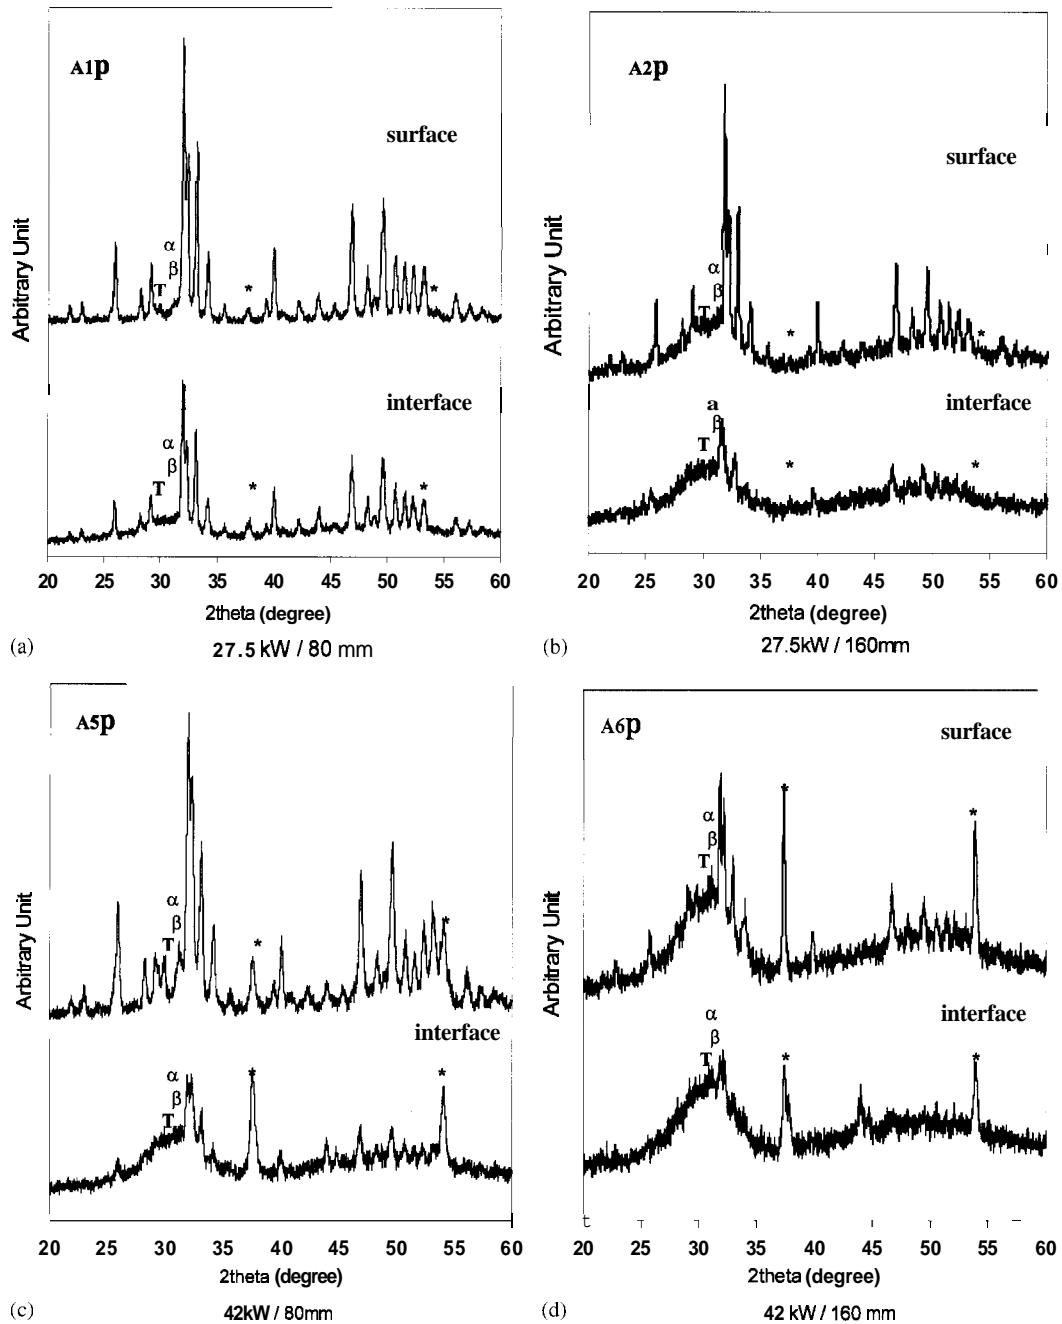 A1p
surface
α
β
T
*
*
Arbitrary Unit
interface
α
β
T
*
*
20 25 30 35 40 45 50 55 60
2theta (degree)
(a) 27.5 kW / 80 mm
A2p
surface
α
β
T
*
*
Arbitrary Unit
interface
a
β
T
*
*
20 25 30 35 40 45 50 55 60
2theta (degree)
(b) 27.5kW / 160mm
A5p
α
β
T
*
*
Arbitrary Unit
interface
α
β
T
*
*
20 25 30 35 40 45 50 55 60
2theta (degree)
(c) 42kW / 80mm
A6p
surface
*
*
α
β
T
Arbitrary Unit
interface
α
β
T
*
*
20 25 30 35 40 45 50 55 60
2theta (degree)
(d) 42 kW / 160 mm